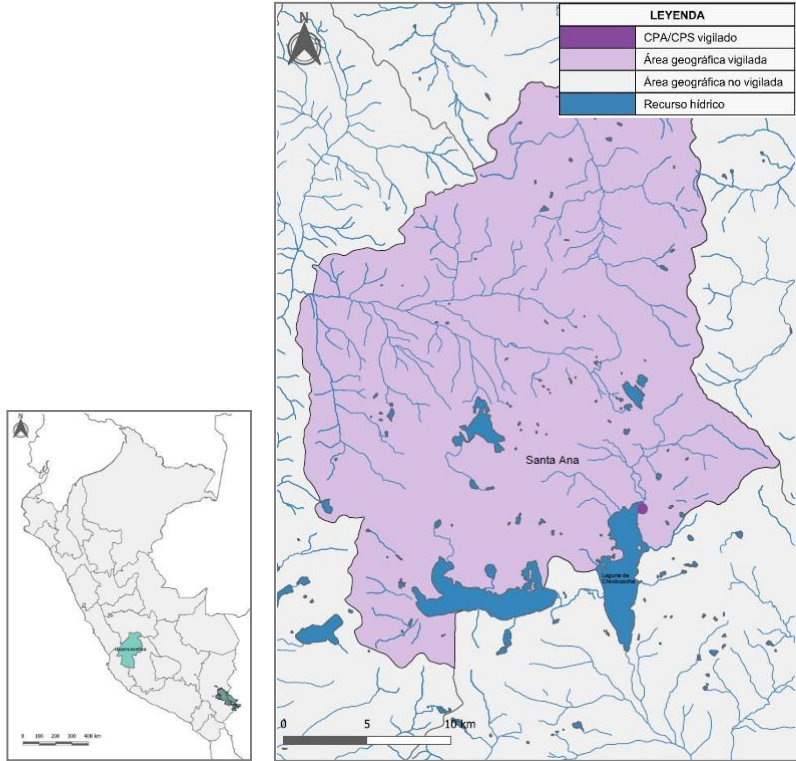 N
LEYENDA
CPA/CPS vigilado
Área geográfica vigilada
Área geográfica no vigilada
Recurso hídrico
Santa Ana
Laguna de
0 5 10 km
N
0 100 200 300 400 km